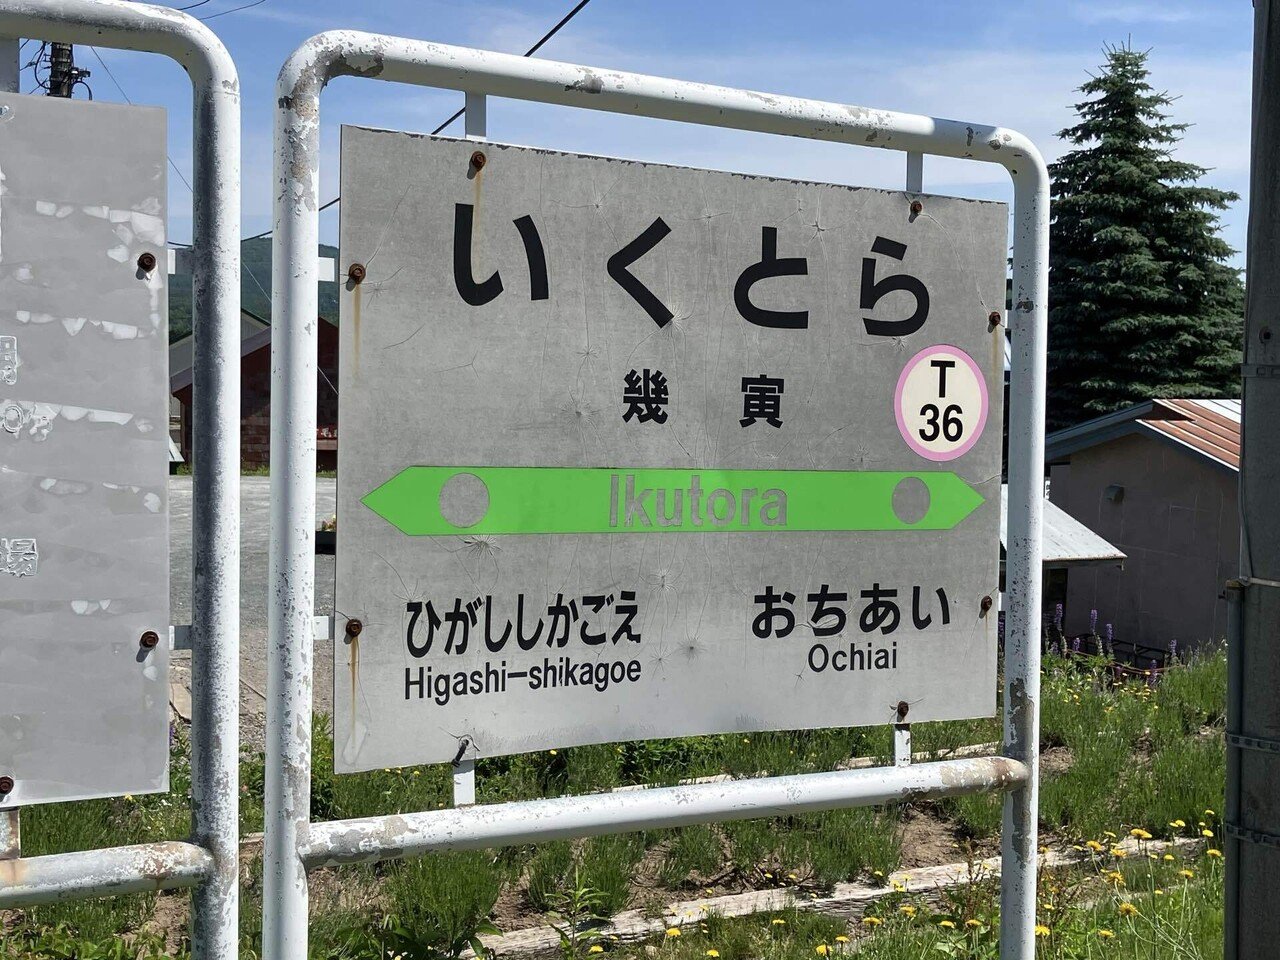 いくとら
幾寅
T
36
Ikutora
ひがししかごえ
Higashi-shikagoe
おちあい
Ochiai